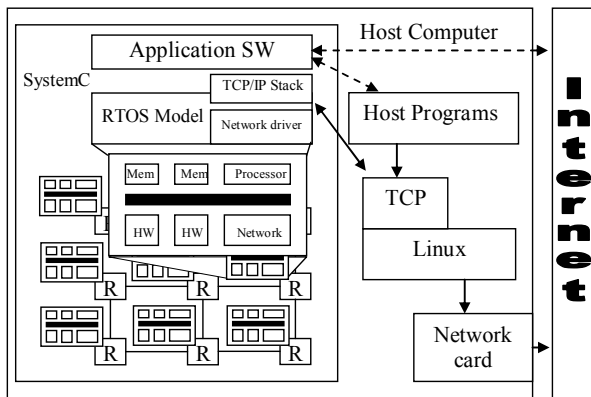 Host Computer
Application SW
SystemC
TCP/IP Stack
RTOS Model
Network driver
Host Programs
Mem Mem Processor
HW HW Network
TCP
Linux
Network
card
R R R
R R R
Internet